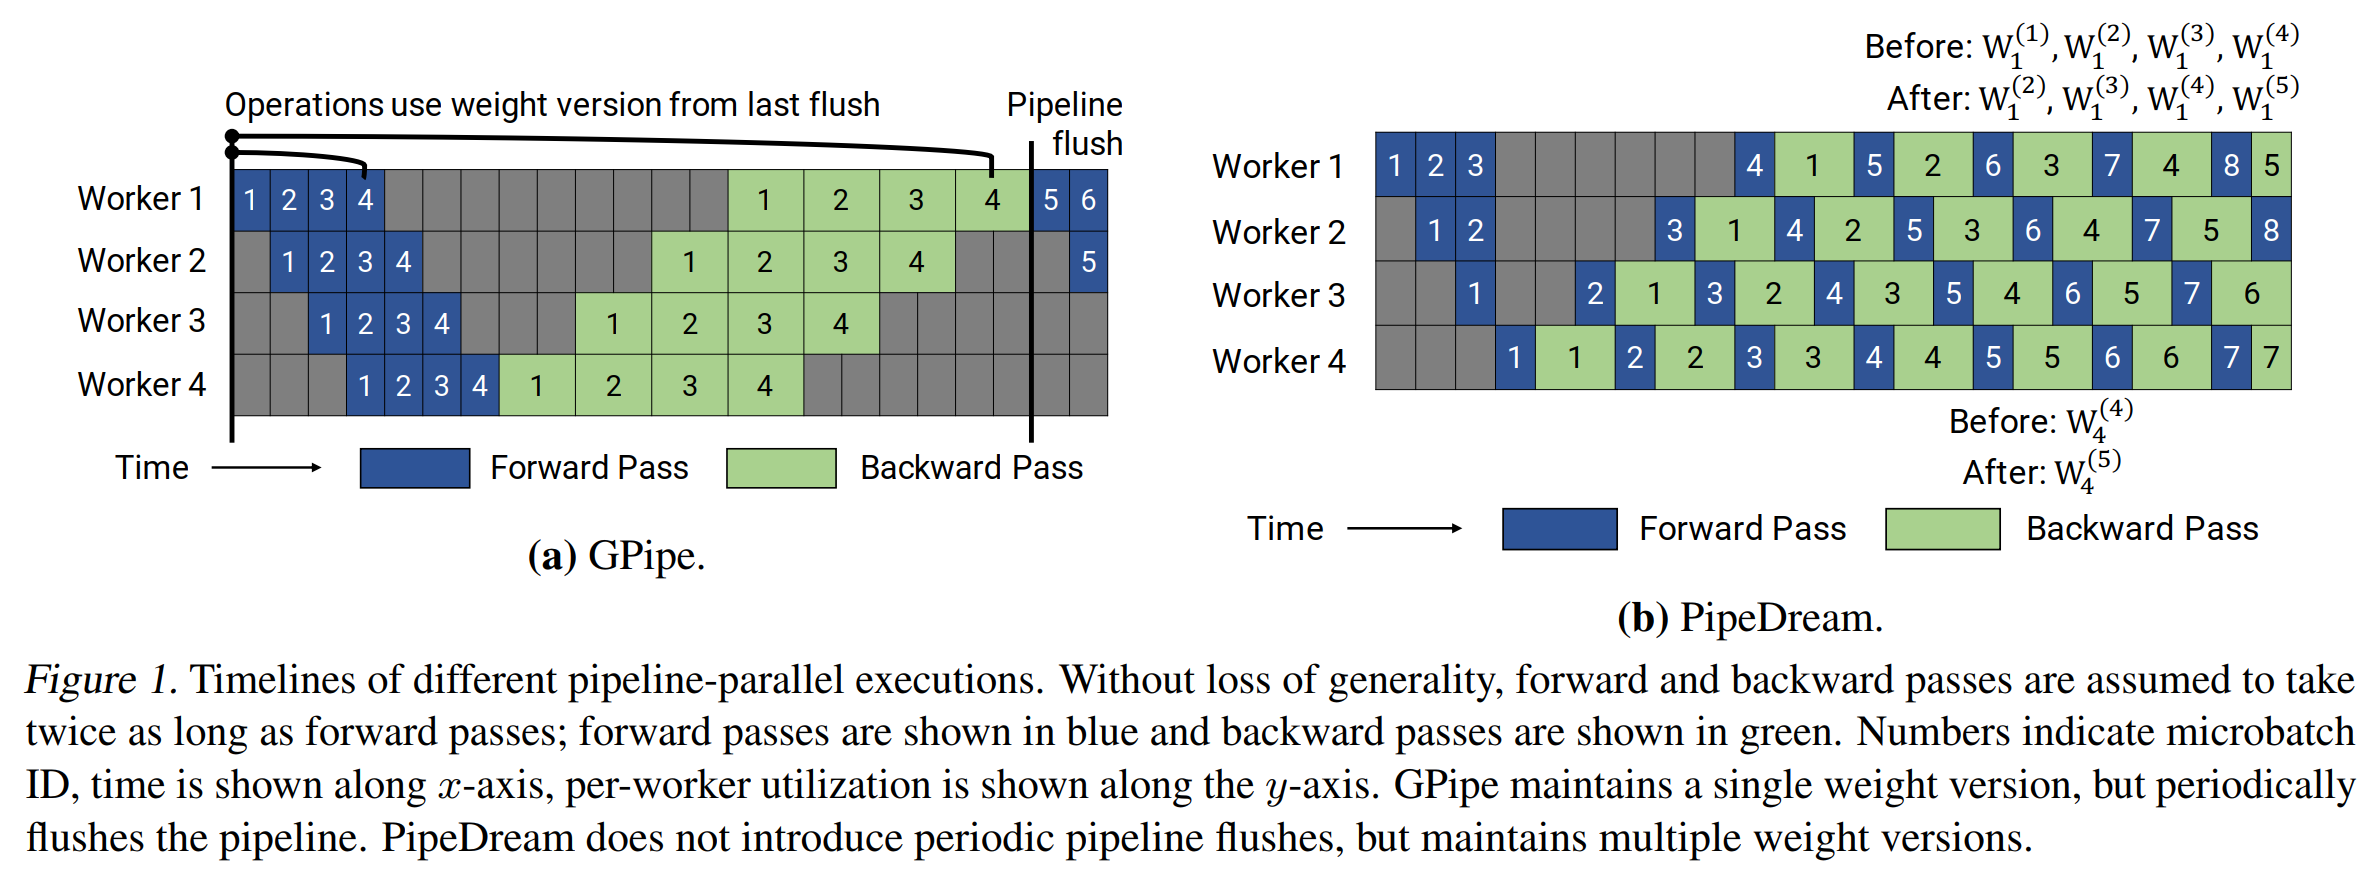 Operations use weight version from last flush
Pipeline
flush
Worker 1 1 2 3 4 1 2 3 4 5 6
Worker 2 1 2 3 4 1 2 3 4 5
Worker 3 1 2 3 4 1 2 3 4
Worker 4 1 2 3 4 1 2 3 4
Time Forward Pass Backward Pass
(a) GPipe.
Before: W₁⁽¹⁾, W₁⁽²⁾, W₁⁽³⁾, W₁⁽⁴⁾
After: W₁⁽²⁾, W₁⁽³⁾, W₁⁽⁴⁾, W₁⁽⁵⁾
Worker 1 1 2 3 4 1 5 2 6 3 7 4 8 5
Worker 2 1 2 3 1 4 2 5 3 6 4 7 5 8
Worker 3 1 2 1 3 2 4 3 5 4 6 5 7 6
Worker 4 1 1 2 2 3 3 4 4 5 5 6 6 7 7
Before: W₄⁽⁴⁾
After: W₄⁽⁵⁾
Time Forward Pass Backward Pass
(b) PipeDream.
Figure 1. Timelines of different pipeline-parallel executions. Without loss of generality, forward and backward passes are assumed to take
twice as long as forward passes; forward passes are shown in blue and backward passes are shown in green. Numbers indicate microbatch
ID, time is shown along x-axis, per-worker utilization is shown along the y-axis. GPipe maintains a single weight version, but periodically
flushes the pipeline. PipeDream does not introduce periodic pipeline flushes, but maintains multiple weight versions.